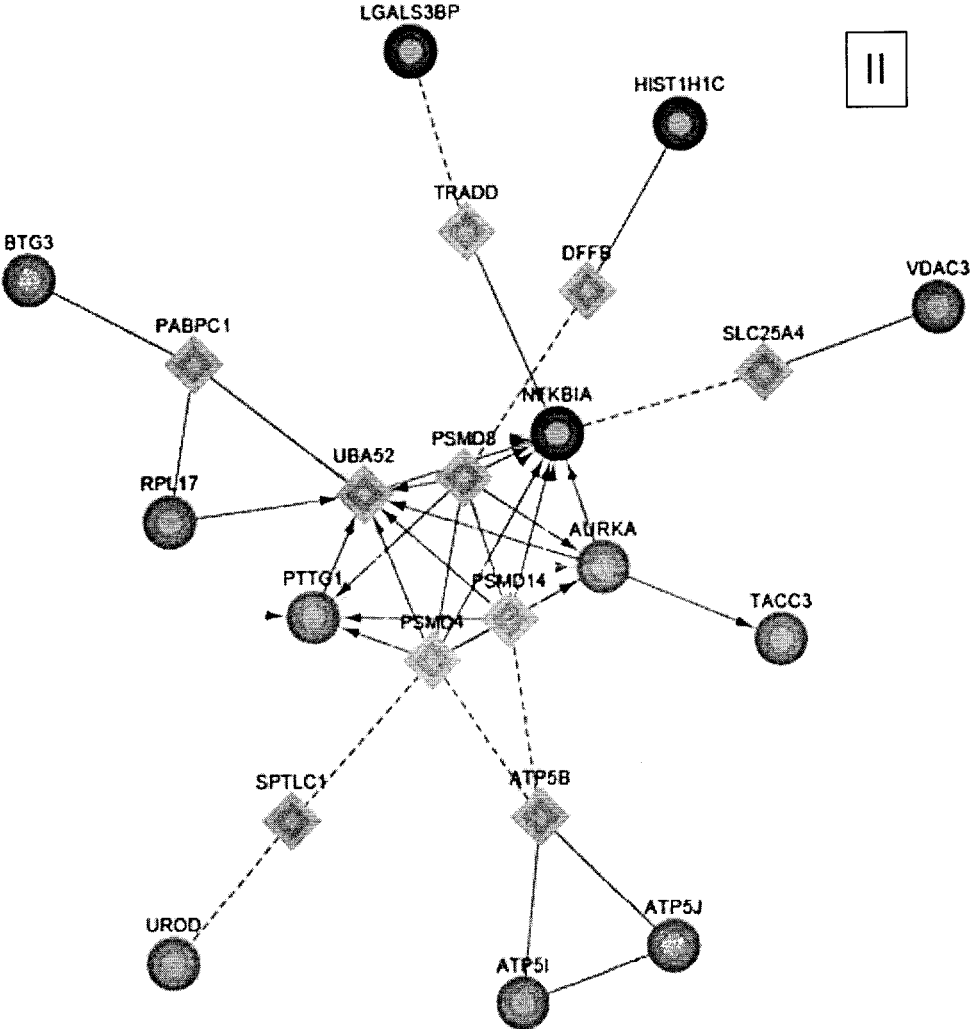 LGALS3BP
II
HIST1H1C
TRADD
BTG3
DFFB
VDAC3
PABPC1
SLC25A4
NFKBIA
PSMD8
UBA52
RPL17
AURKA
PTTG1
PSMD14
TACC3
PSMD4
SPTLC1
ATP5B
UROD
ATP5J
ATP5I